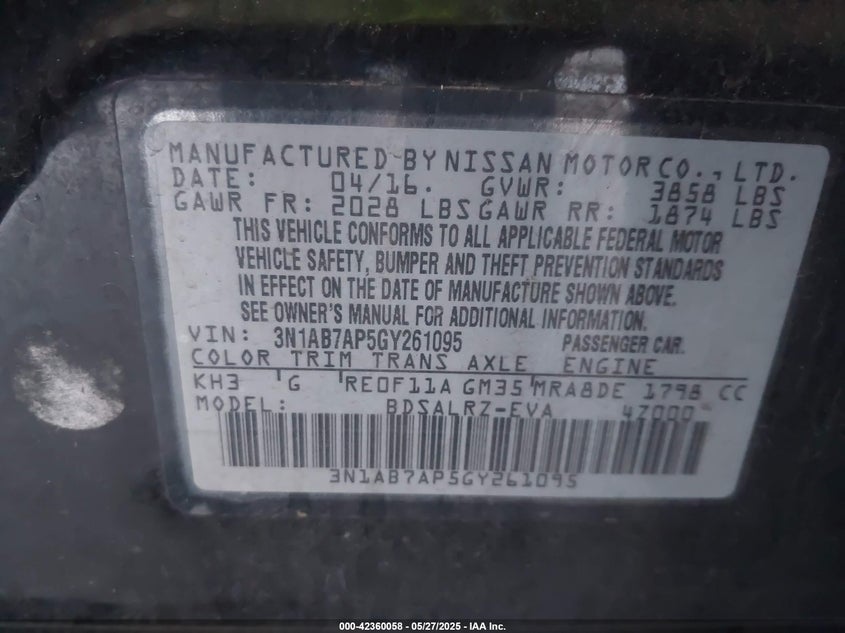 MANUFACTURED BY NISSAN MOTOR CO., LTD.
DATE: 04/16. GVWR: 3858 LBS
GAWR FR: 2028 LBS GAWR RR: 1874 LBS
THIS VEHICLE CONFORMS TO ALL APPLICABLE FEDERAL MOTOR
VEHICLE SAFETY, BUMPER AND THEFT PREVENTION STANDARDS
IN EFFECT ON THE DATE OF MANUFACTURE SHOWN ABOVE.
SEE OWNER'S MANUAL FOR ADDITIONAL INFORMATION.
VIN: 3N1AB7AP5GY261095 PASSENGER CAR.
COLOR TRIM TRANS AXLE ENGINE
KH3 G RE0F11A GM35 MRA8DE 1798 CC
MODEL: BDSALRZ-EVA 4Z000
3N1AB7AP5GY261095
000-42360058 - 05/27/2025 - IAA Inc.